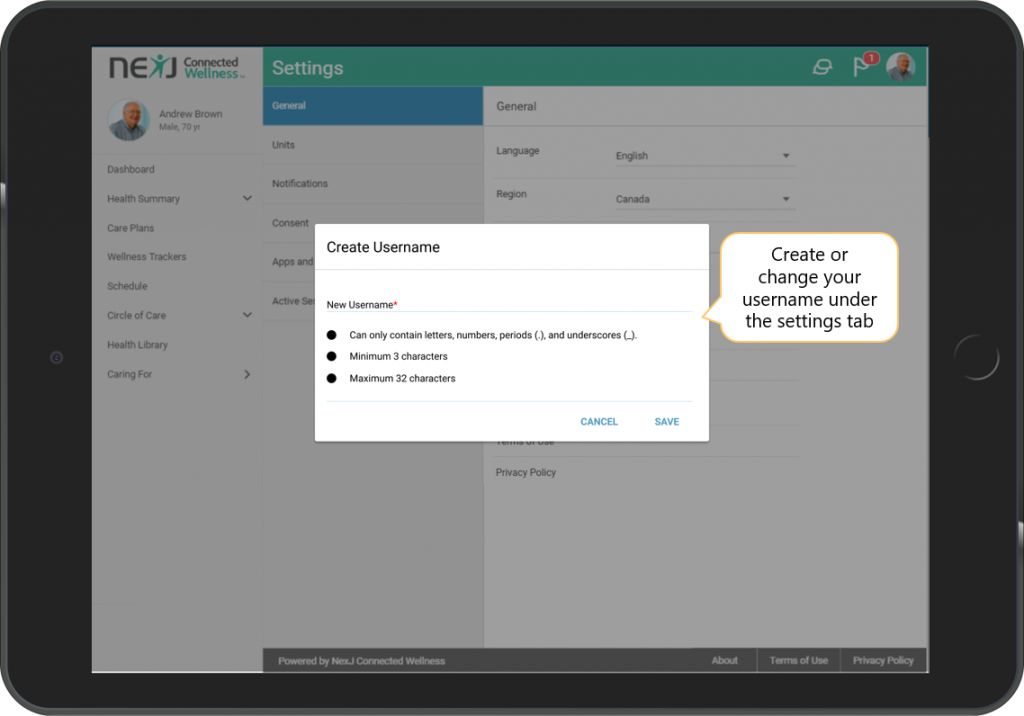 NEXJ Connected Wellness™
Settings
1
Andrew Brown
Male, 70 yr
Dashboard
Health Summary
Care Plans
Wellness Trackers
Schedule
Circle of Care
Health Library
Caring For
General
Units
Notifications
Consent
Apps and
Active Se
General
Language English
Region Canada
Create Username
New Username*
Can only contain letters, numbers, periods (.), and underscores (_).
Minimum 3 characters
Maximum 32 characters
CANCEL SAVE
Create or
change your
username under
the settings tab
Terms of Use
Privacy Policy
Powered by NexJ Connected Wellness
About Terms of Use Privacy Policy